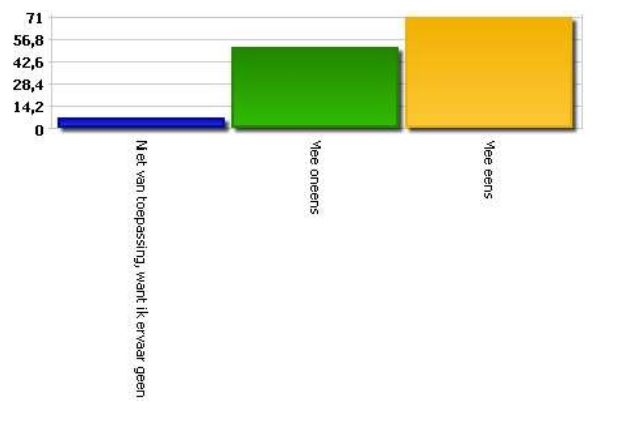 71
56,8
42,6
28,4
14,2
0
Niet van toepassing, want ik ervaar geen
Mee oneens
Mee eens